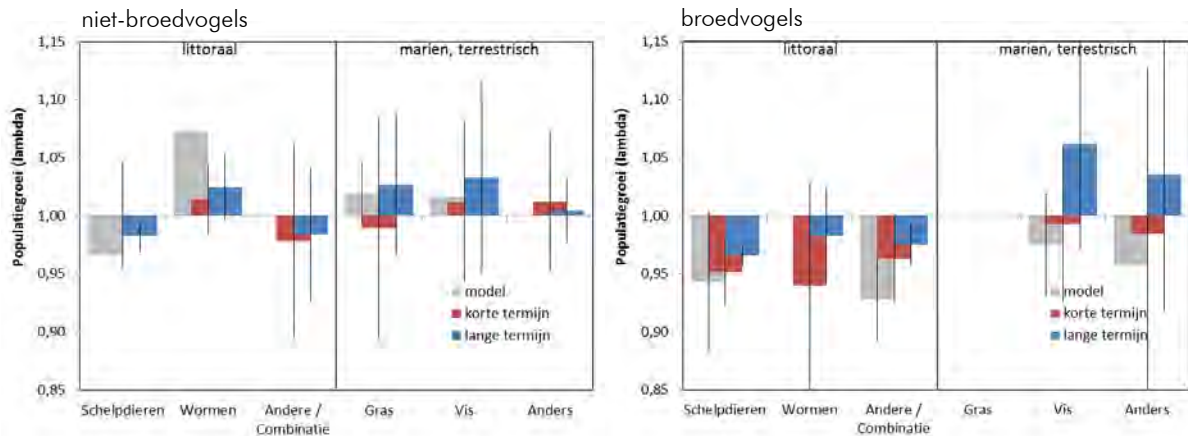 niet-broedvogels
1,15
1,10
1,05
1,00
0,95
0,90
0,85
Populatiegroei (lambda)
littoraal
marien, terrestrisch
model
korte termijn
lange termijn
Schelpdieren
Wormen
Andere /
Combinatie
Gras
Vis
Anders
broedvogels
1,15
1,10
1,05
1,00
0,95
0,90
0,85
Populatiegroei (lambda)
littoraal
marien, terrestrisch
model
korte termijn
lange termijn
Schelpdieren
Wormen
Andere /
Combinatie
Gras
Vis
Anders